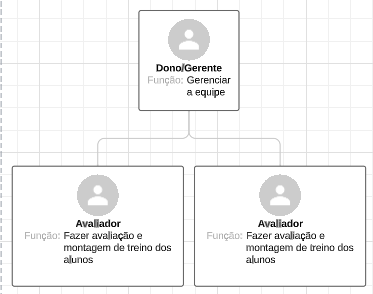 Dono/Gerente
Função: Gerenciar
a equipe
Avaliador
Função: Fazer avaliação e
montagem de treino dos
alunos
Avaliador
Função: Fazer avaliação e
montagem de treino dos
alunos